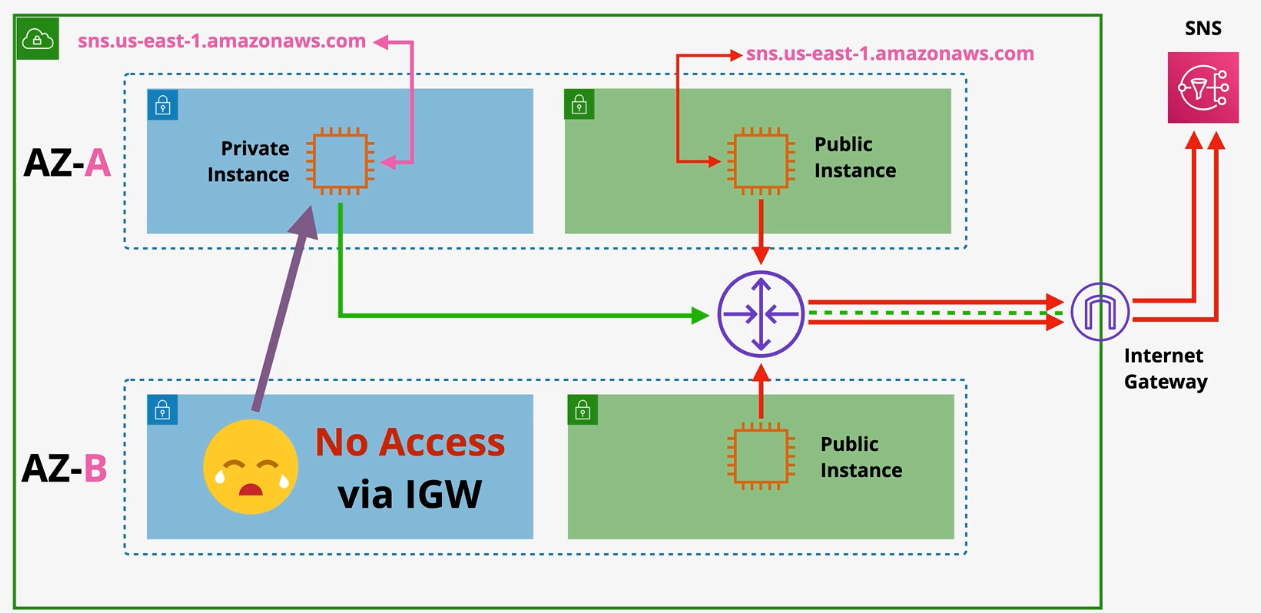 sns.us-east-1.amazonaws.com
sns.us-east-1.amazonaws.com
SNS
AZ-A
Private
Instance
Public
Instance
Internet
Gateway
AZ-B
No Access
via IGW
Public
Instance